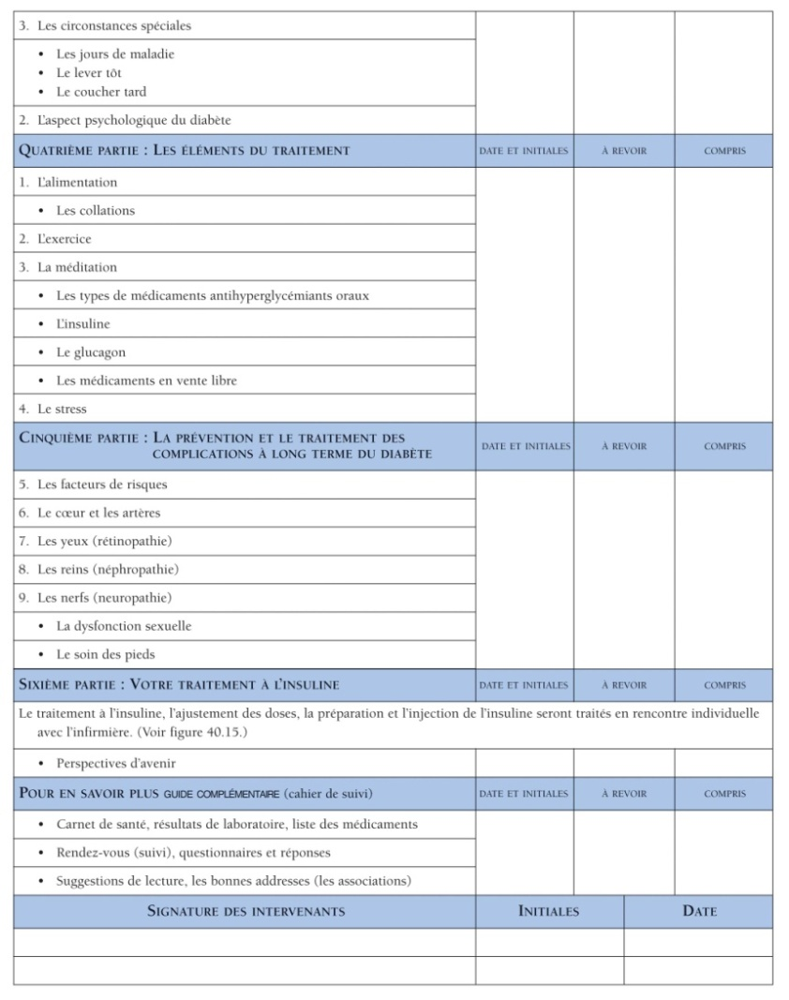 3. Les circonstances spéciales
• Les jours de maladie
• Le lever tôt
• Le coucher tard
2. L'aspect psychologique du diabète
QUATRIÈME PARTIE : LES ÉLÉMENTS DU TRAITEMENT DATE ET INITIALES À REVOIR COMPRIS
1. L'alimentation
• Les collations
2. L'exercice
3. La méditation
• Les types de médicaments antihyperglycémiants oraux
• L'insuline
• Le glucagon
• Les médicaments en vente libre
4. Le stress
CINQUIÈME PARTIE : LA PRÉVENTION ET LE TRAITEMENT DES
COMPLICATIONS À LONG TERME DU DIABÈTE DATE ET INITIALES À REVOIR COMPRIS
5. Les facteurs de risques
6. Le cœur et les artères
7. Les yeux (rétinopathie)
8. Les reins (néphropathie)
9. Les nerfs (neuropathie)
• La dysfonction sexuelle
• Le soin des pieds
SIXIÈME PARTIE : VOTRE TRAITEMENT À L'INSULINE DATE ET INITIALES À REVOIR COMPRIS
Le traitement à l'insuline, l'ajustement des doses, la préparation et l'injection de l'insuline seront traités en rencontre individuelle
avec l'infirmière. (Voir figure 40.15.)
• Perspectives d'avenir
POUR EN SAVOIR PLUS GUIDE COMPLÉMENTAIRE (cahier de suivi) DATE ET INITIALES À REVOIR COMPRIS
• Carnet de santé, résultats de laboratoire, liste des médicaments
• Rendez-vous (suivi), questionnaires et réponses
• Suggestions de lecture, les bonnes addresses (les associations)
SIGNATURE DES INTERVENANTS INITIALES DATE